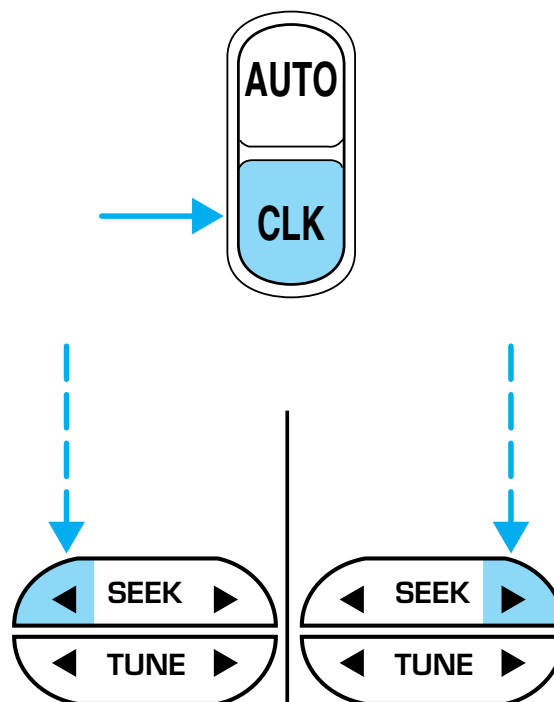 AUTO
CLK
◀ SEEK ▶
◀ TUNE ▶
◀ SEEK ▶
◀ TUNE ▶